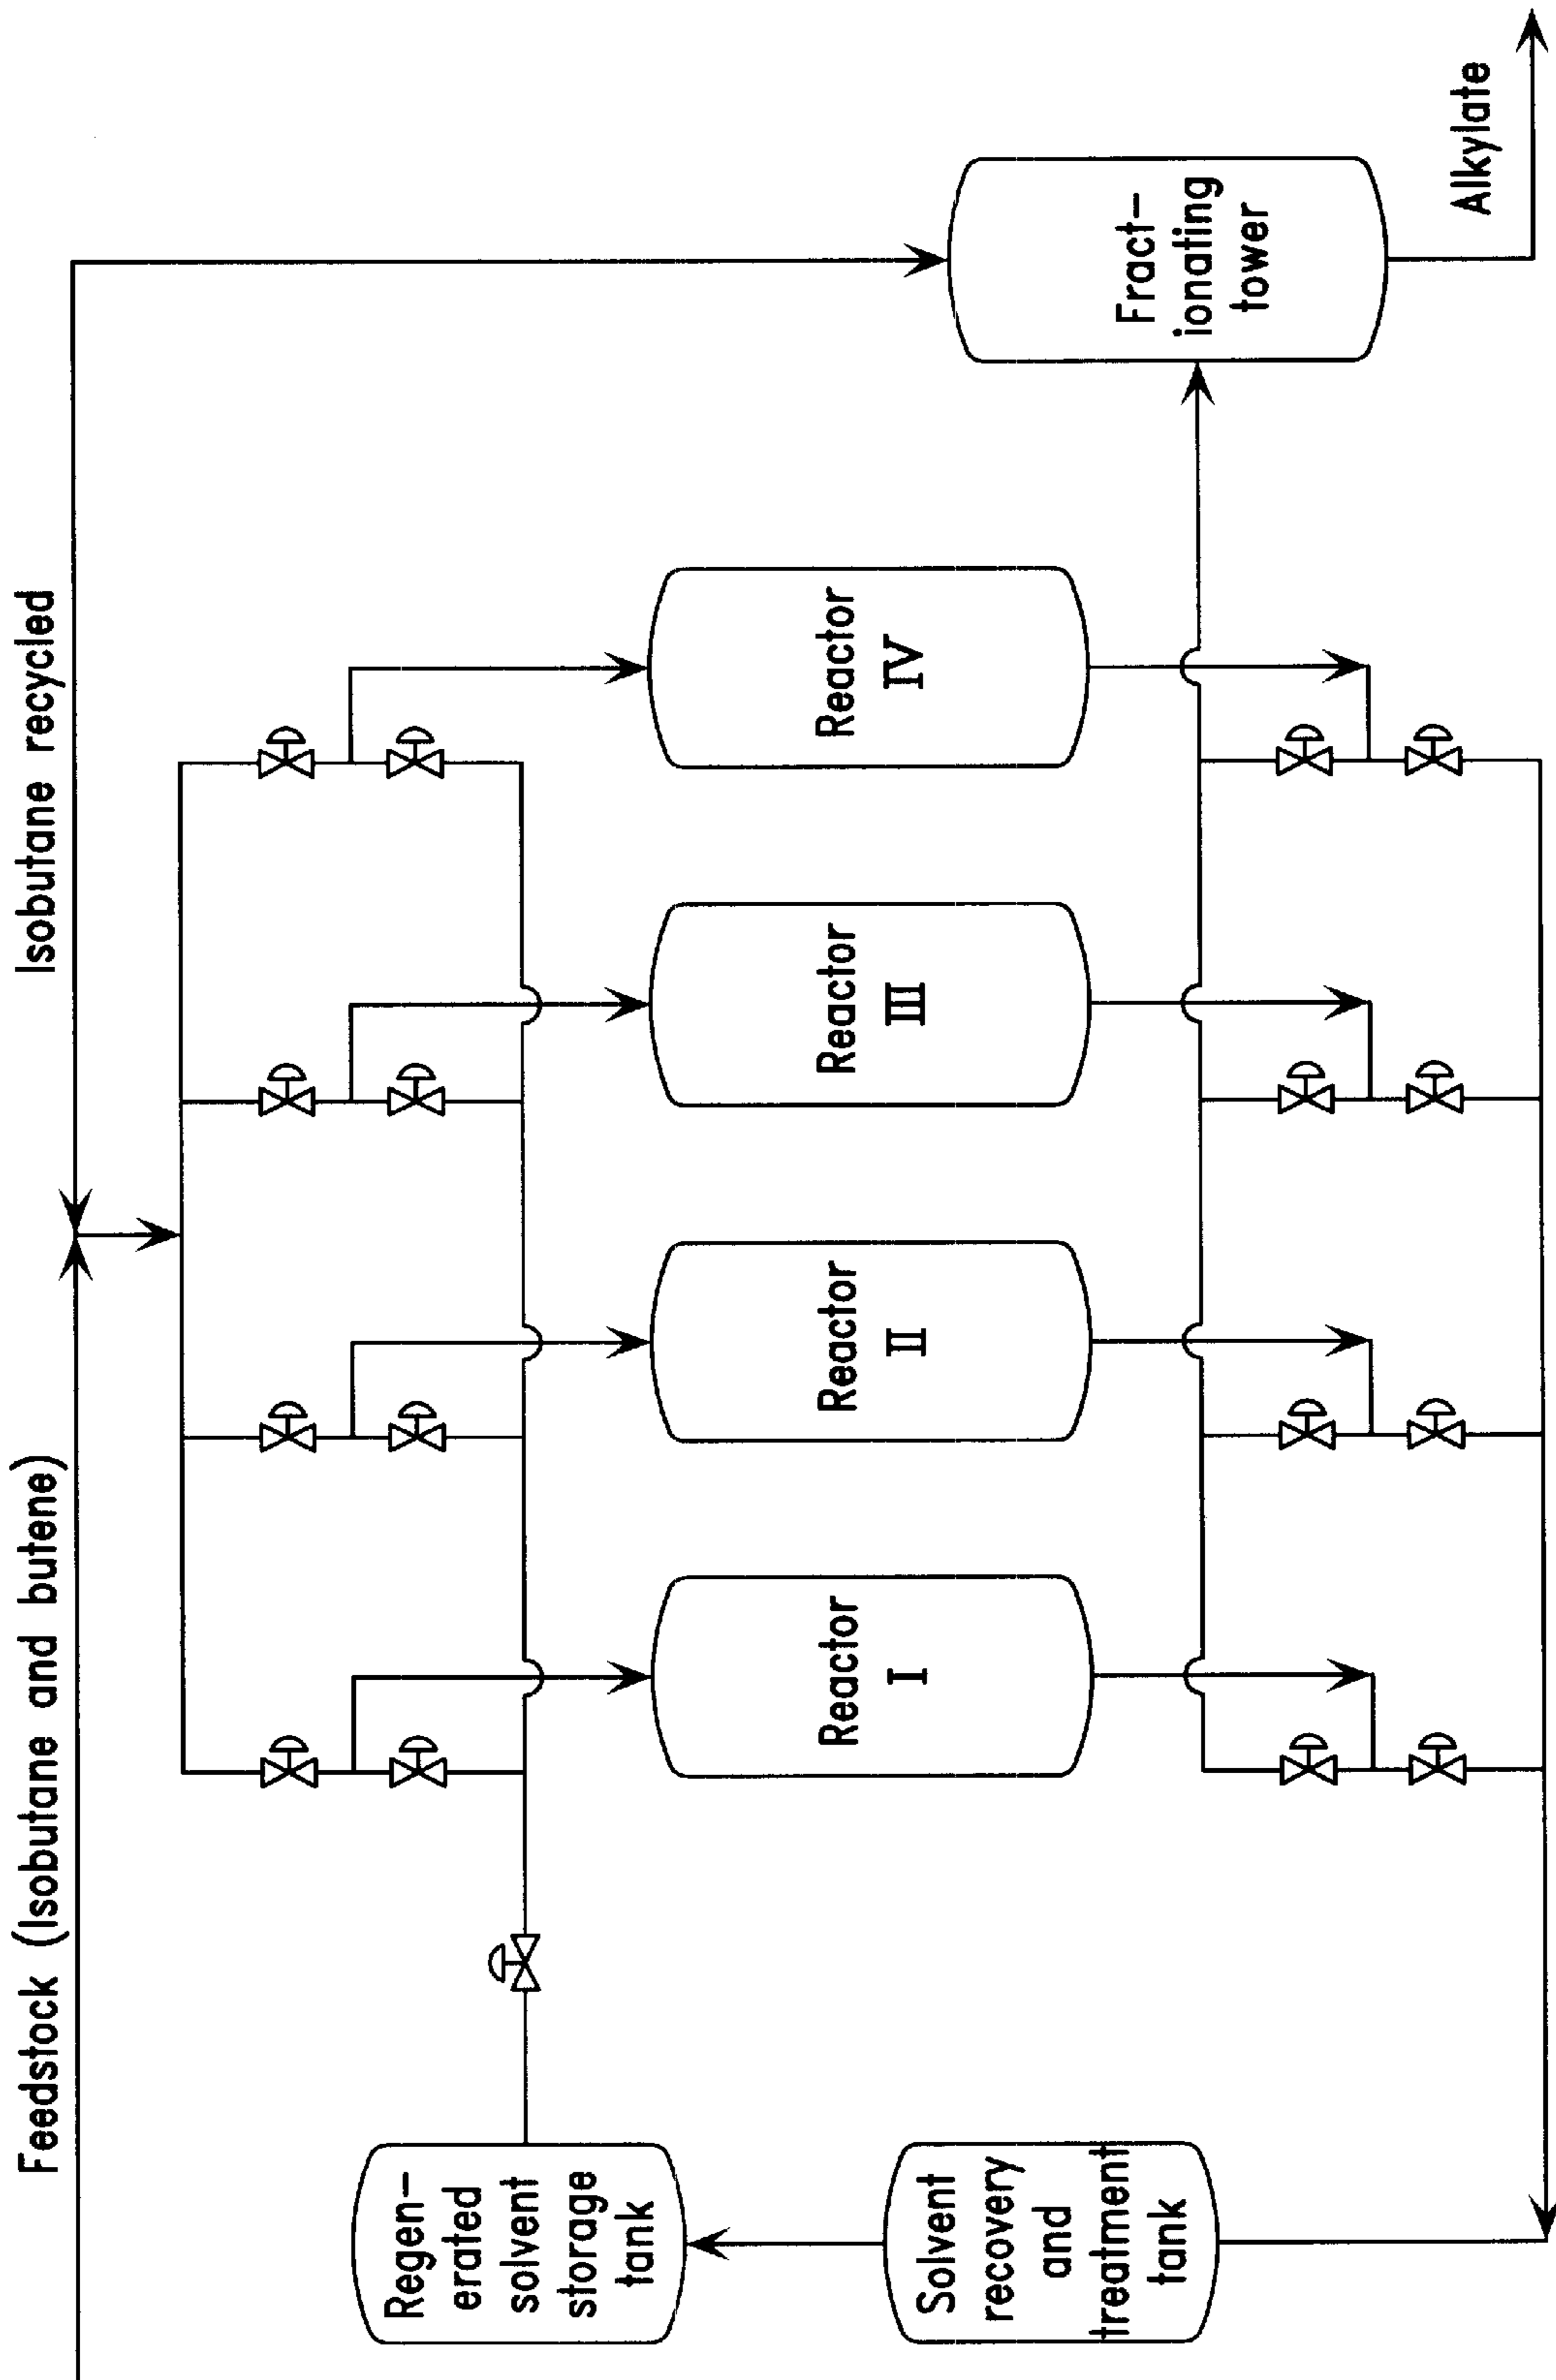 Feedstock (Isobutane and butene)
Isobutane recycled
Regen-
erated
solvent
storage
tank
Solvent
recovery
and
treatment
tank
Reactor
I
Reactor
II
Reactor
III
Reactor
IV
Fract-
ionating
tower
Alkylate